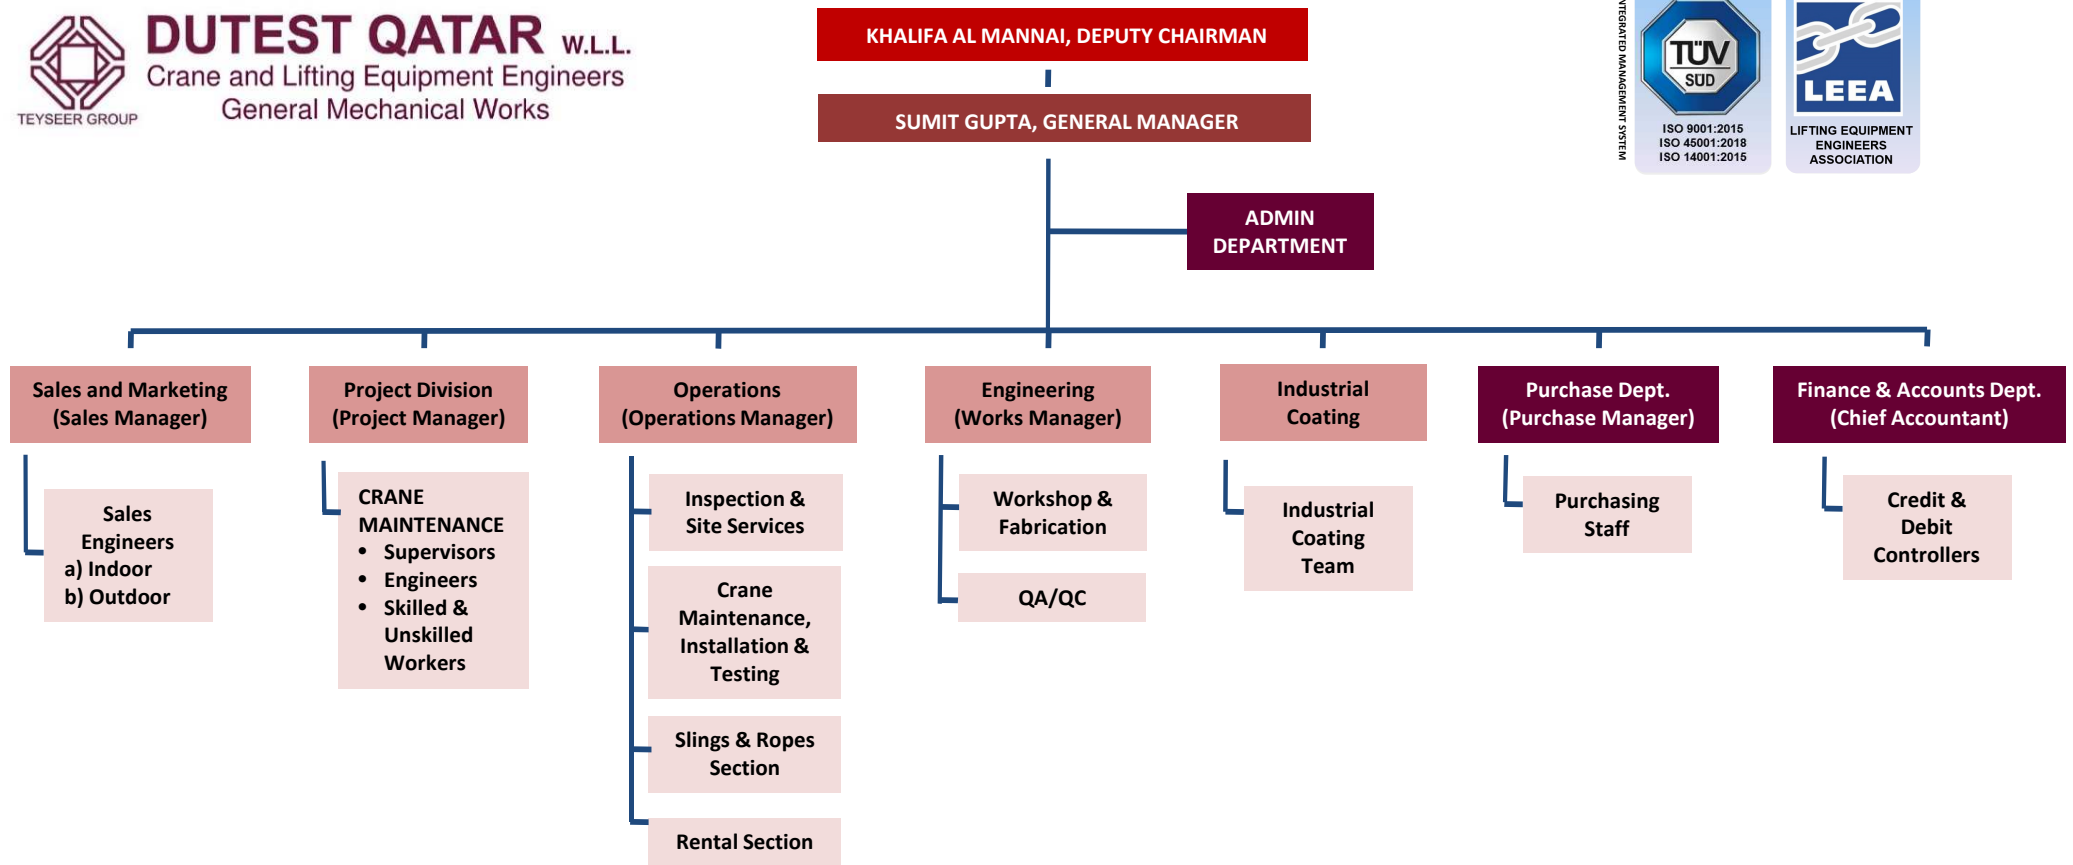 DUTEST QATAR W.L.L.
Crane and Lifting Equipment Engineers
General Mechanical Works
TEYSEER GROUP
KHALIFA AL MANNAI, DEPUTY CHAIRMAN
SUMIT GUPTA, GENERAL MANAGER
INTEGRATED MANAGEMENT SYSTEM
TÜV
SÜD
ISO 9001:2015
ISO 45001:2018
ISO 14001:2015
LEEA
LIFTING EQUIPMENT
ENGINEERS
ASSOCIATION
ADMIN
DEPARTMENT
Sales and Marketing
(Sales Manager)
Project Division
(Project Manager)
Operations
(Operations Manager)
Engineering
(Works Manager)
Industrial
Coating
Purchase Dept.
(Purchase Manager)
Finance & Accounts Dept.
(Chief Accountant)
Sales
Engineers
a) Indoor
b) Outdoor
CRANE
MAINTENANCE
• Supervisors
• Engineers
• Skilled &
Unskilled
Workers
Inspection &
Site Services
Crane
Maintenance,
Installation &
Testing
Slings & Ropes
Section
Rental Section
Workshop &
Fabrication
QA/QC
Industrial
Coating
Team
Purchasing
Staff
Credit &
Debit
Controllers